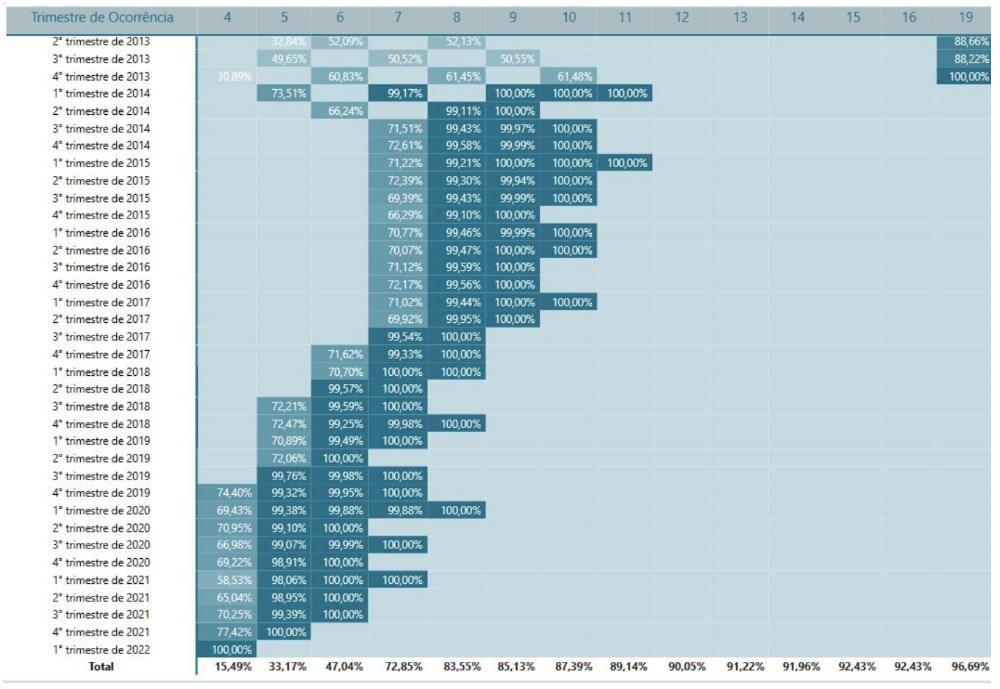 Trimestre de Ocorrência 4 5 6 7 8 9 10 11 12 13 14 15 16 19
2° trimestre de 2013 32,84% 52,09% 52,13% 88,66%
3° trimestre de 2013 49,65% 50,52% 50,55% 88,22%
4° trimestre de 2013 30,89% 60,83% 61,45% 61,48% 100,00%
1° trimestre de 2014 73,51% 99,17% 100,00% 100,00% 100,00%
2° trimestre de 2014 66,24% 99,11% 100,00%
3° trimestre de 2014 71,51% 99,43% 99,97% 100,00%
4° trimestre de 2014 72,61% 99,58% 99,99% 100,00%
1° trimestre de 2015 71,22% 99,21% 100,00% 100,00% 100,00%
2° trimestre de 2015 72,39% 99,30% 99,94% 100,00%
3° trimestre de 2015 69,39% 99,43% 99,99% 100,00%
4° trimestre de 2015 66,29% 99,10% 100,00%
1° trimestre de 2016 70,77% 99,46% 99,99% 100,00%
2° trimestre de 2016 70,07% 99,47% 100,00% 100,00%
3° trimestre de 2016 71,12% 99,59% 100,00%
4° trimestre de 2016 72,17% 99,56% 100,00%
1° trimestre de 2017 71,02% 99,44% 100,00% 100,00%
2° trimestre de 2017 69,92% 99,95% 100,00%
3° trimestre de 2017 99,54% 100,00%
4° trimestre de 2017 71,62% 99,33% 100,00%
1° trimestre de 2018 70,70% 100,00% 100,00%
2° trimestre de 2018 99,57% 100,00%
3° trimestre de 2018 72,21% 99,59% 100,00%
4° trimestre de 2018 72,47% 99,25% 99,98% 100,00%
1° trimestre de 2019 70,89% 99,49% 100,00%
2° trimestre de 2019 72,06% 100,00%
3° trimestre de 2019 99,76% 99,98% 100,00%
4° trimestre de 2019 74,40% 99,32% 99,95% 100,00%
1° trimestre de 2020 69,43% 99,38% 99,88% 99,88% 100,00%
2° trimestre de 2020 70,95% 99,10% 100,00%
3° trimestre de 2020 66,98% 99,07% 99,99% 100,00%
4° trimestre de 2020 69,22% 98,91% 100,00%
1° trimestre de 2021 58,53% 98,06% 100,00% 100,00%
2° trimestre de 2021 65,04% 98,95% 100,00%
3° trimestre de 2021 70,25% 99,39% 100,00%
4° trimestre de 2021 77,42% 100,00%
1° trimestre de 2022 100,00%
Total 15,49% 33,17% 47,04% 72,85% 83,55% 85,13% 87,39% 89,14% 90,05% 91,22% 91,96% 92,43% 92,43% 96,69%